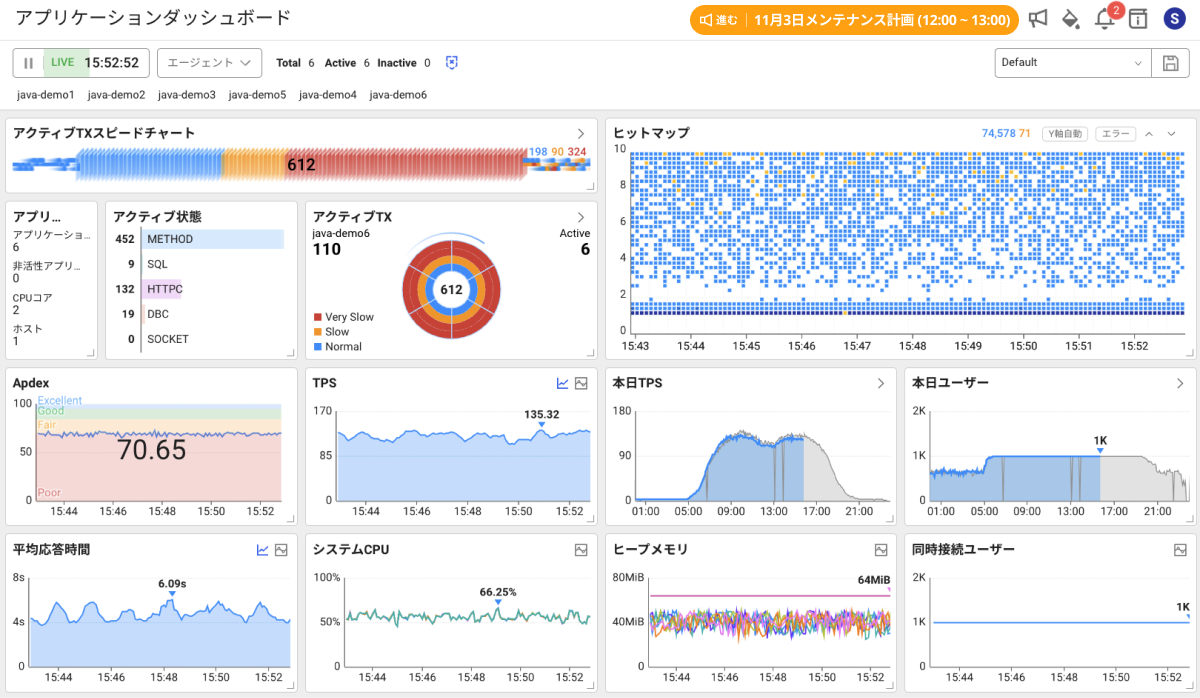 アプリケーションダッシュボード
進む 11月3日メンテナンス計画 (12:00 ~ 13:00)
2
S
LIVE 15:52:52
エージェント
Total 6 Active 6 Inactive 0
Default
java-demo1 java-demo2 java-demo3 java-demo5 java-demo4 java-demo6
アクティブTXスピードチャート
198 90 324
612
ヒットマップ
74,578 71
Y軸自動
エラー
10
8
6
4
2
0
15:43 15:44 15:45 15:46 15:47 15:48 15:49 15:50 15:51 15:52
アプリ...
アプリケーショ...
6
非活性アプリ...
0
CPUコア
2
ホスト
1
アクティブ状態
452 METHOD
9 SQL
132 HTTPC
19 DBC
0 SOCKET
アクティブTX
java-demo6
110
Active
6
612
Very Slow
Slow
Normal
Apdex
100
50
0
Excellent
Good
Fair
Poor
70.65
15:44 15:46 15:48 15:50 15:52
TPS
170
85
0
135.32
15:44 15:46 15:48 15:50 15:52
本日TPS
180
90
0
01:00 05:00 09:00 13:00 17:00 21:00
本日ユーザー
2K
1K
0
1K
01:00 05:00 09:00 13:00 17:00 21:00
平均応答時間
8s
4s
0
6.09s
15:44 15:46 15:48 15:50 15:52
システムCPU
100%
50%
0
66.25%
15:44 15:46 15:48 15:50 15:52
ヒープメモリ
80MiB
40MiB
0
64MiB
15:44 15:46 15:48 15:50 15:52
同時接続ユーザー
2K
1K
0
1K
15:44 15:46 15:48 15:50 15:52